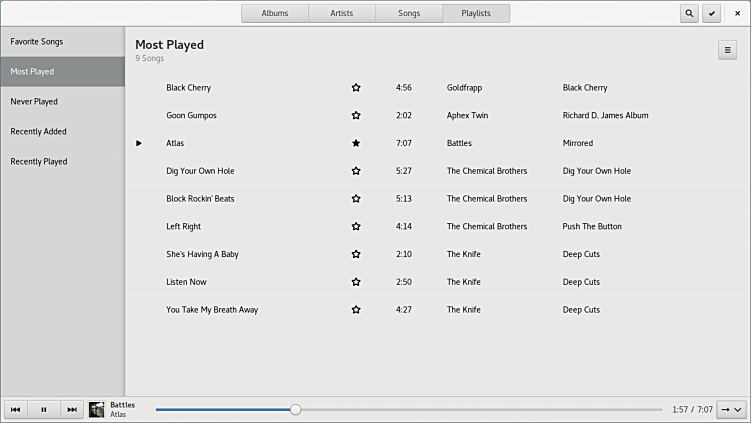 Albums Artists Songs Playlists
Favorite Songs
Most Played
Never Played
Recently Added
Recently Played
Most Played
9 Songs
Black Cherry 4:56 Goldfrapp Black Cherry
Goon Gumpos 2:02 Aphex Twin Richard D. James Album
Atlas 7:07 Battles Mirrored
Dig Your Own Hole 5:27 The Chemical Brothers Dig Your Own Hole
Block Rockin' Beats 5:13 The Chemical Brothers Dig Your Own Hole
Left Right 4:14 The Chemical Brothers Push The Button
She's Having A Baby 2:10 The Knife Deep Cuts
Listen Now 2:50 The Knife Deep Cuts
You Take My Breath Away 4:27 The Knife Deep Cuts
Battles
Atlas
1:57 / 7:07